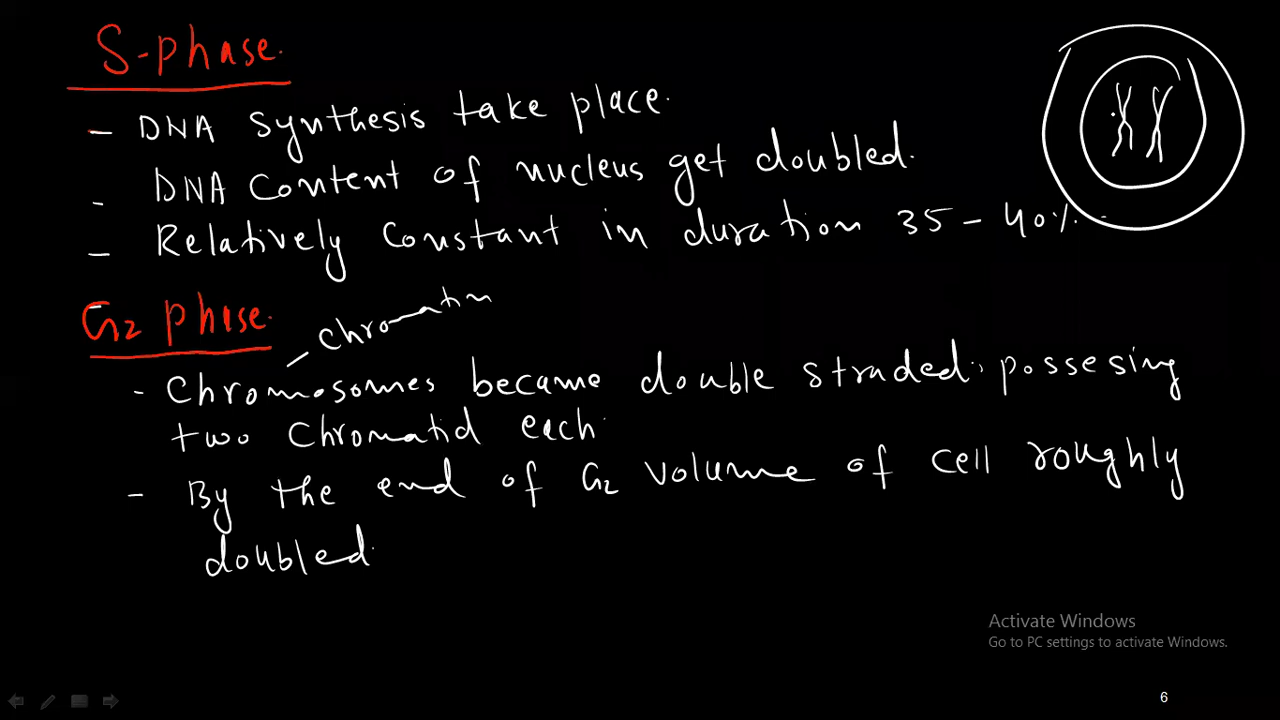 S-phase.
- DNA synthesis take place.
- DNA content of nucleus get doubled.
- Relatively constant in duration 35-40%.
G2 phase.
chromatin
- Chromosomes became double straded, possesing
two chromatid each.
- By the end of G2 volume of cell roughly
doubled.
Activate Windows
Go to PC settings to activate Windows.
6